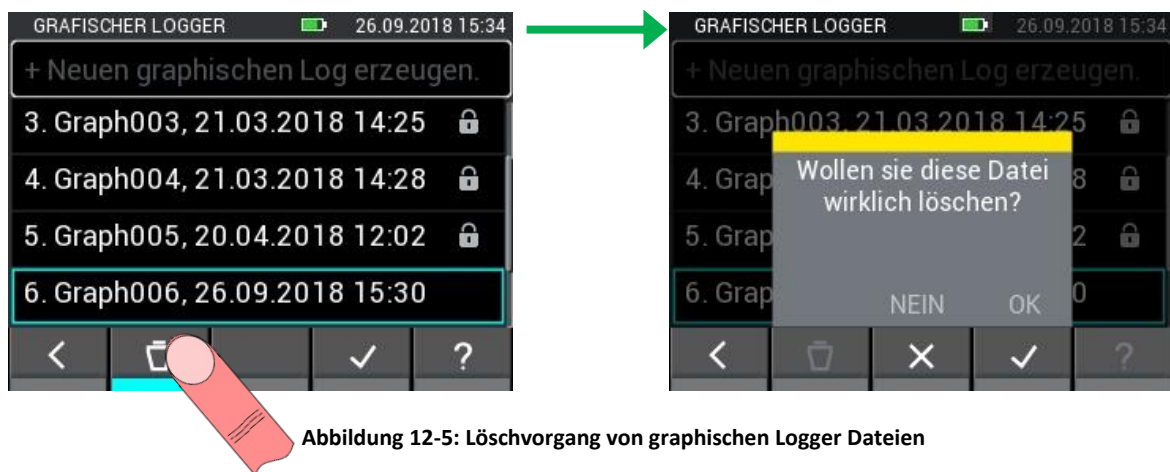 GRAFISCHER LOGGER 26.09.2018 15:34
+ Neuen graphischen Log erzeugen.
3. Graph003, 21.03.2018 14:25
4. Graph004, 21.03.2018 14:28
5. Graph005, 20.04.2018 12:02
6. Graph006, 26.09.2018 15:30
?
GRAFISCHER LOGGER 26.09.2018 15:34
+ Neuen graphischen Log erzeugen.
3. Graph003, 21.03.2018 14:25
4. Grap 8
5. Grap 2
6. Grap 0
Wollen sie diese Datei
wirklich löschen?
NEIN OK
?
Abbildung 12-5: Löschvorgang von graphischen Logger Dateien